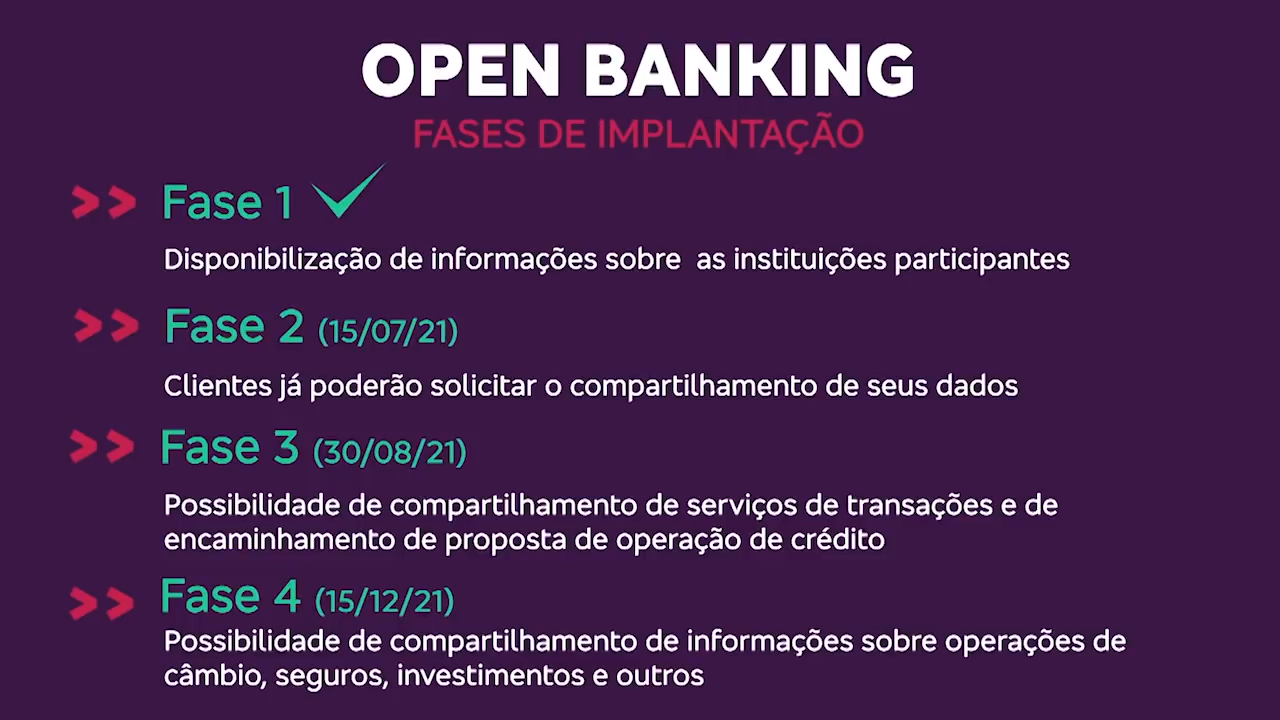 OPEN BANKING
FASES DE IMPLANTAÇÃO
>> Fase 1 ✓
Disponibilização de informações sobre as instituições participantes
>> Fase 2 (15/07/21)
Clientes já poderão solicitar o compartilhamento de seus dados
>> Fase 3 (30/08/21)
Possibilidade de compartilhamento de serviços de transações e de
encaminhamento de proposta de operação de crédito
>> Fase 4 (15/12/21)
Possibilidade de compartilhamento de informações sobre operações de
câmbio, seguros, investimentos e outros